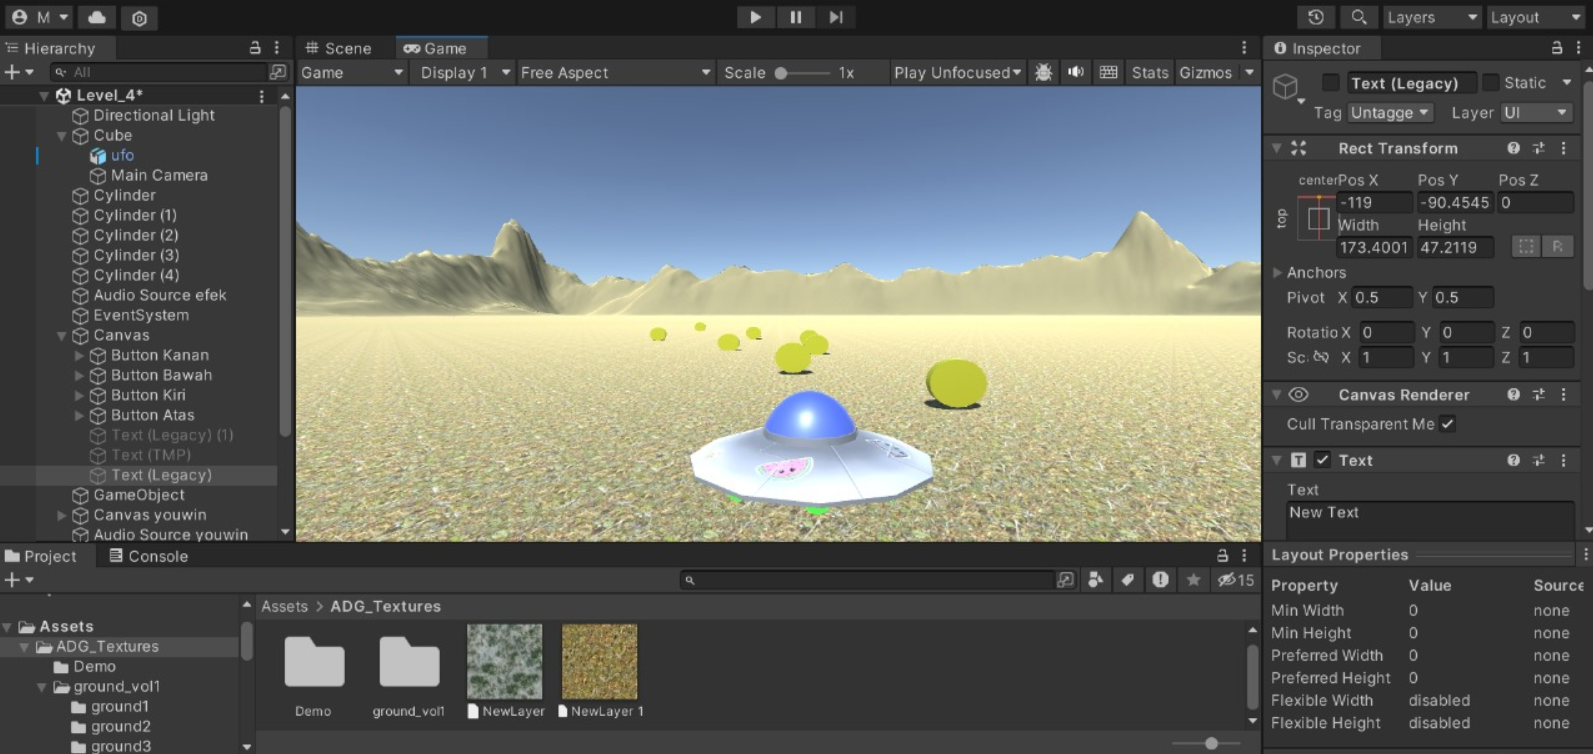 M
Layers
Layout
Hierarchy
All
Level_4*
Directional Light
Cube
ufo
Main Camera
Cylinder
Cylinder (1)
Cylinder (2)
Cylinder (3)
Cylinder (4)
Audio Source efek
EventSystem
Canvas
Button Kanan
Button Bawah
Button Kiri
Button Atas
Text (Legacy) (1)
Text (TMP)
Text (Legacy)
GameObject
Canvas youwin
Audio Source youwin
Scene
Game
Game
Display 1
Free Aspect
Scale
1x
Play Unfocused
Stats
Gizmos
Inspector
Text (Legacy)
Static
Tag
Untagge
Layer
UI
Rect Transform
center
top
Pos X
Pos Y
Pos Z
-119
-90.4545
0
Width
Height
173.4001
47.2119
R
Anchors
Pivot X 0.5 Y 0.5
Rotatio X 0 Y 0 Z 0
Sc: X 1 Y 1 Z 1
Canvas Renderer
Cull Transparent Me
Text
Text
New Text
Layout Properties
Property Value Source
Min Width 0 none
Min Height 0 none
Preferred Width 0 none
Preferred Height 0 none
Flexible Width disabled none
Flexible Height disabled none
Project
Console
15
Assets
ADG_Textures
Demo
ground_vol1
ground1
ground2
ground3
Assets > ADG_Textures
Demo
ground_vol1
NewLayer
NewLayer 1